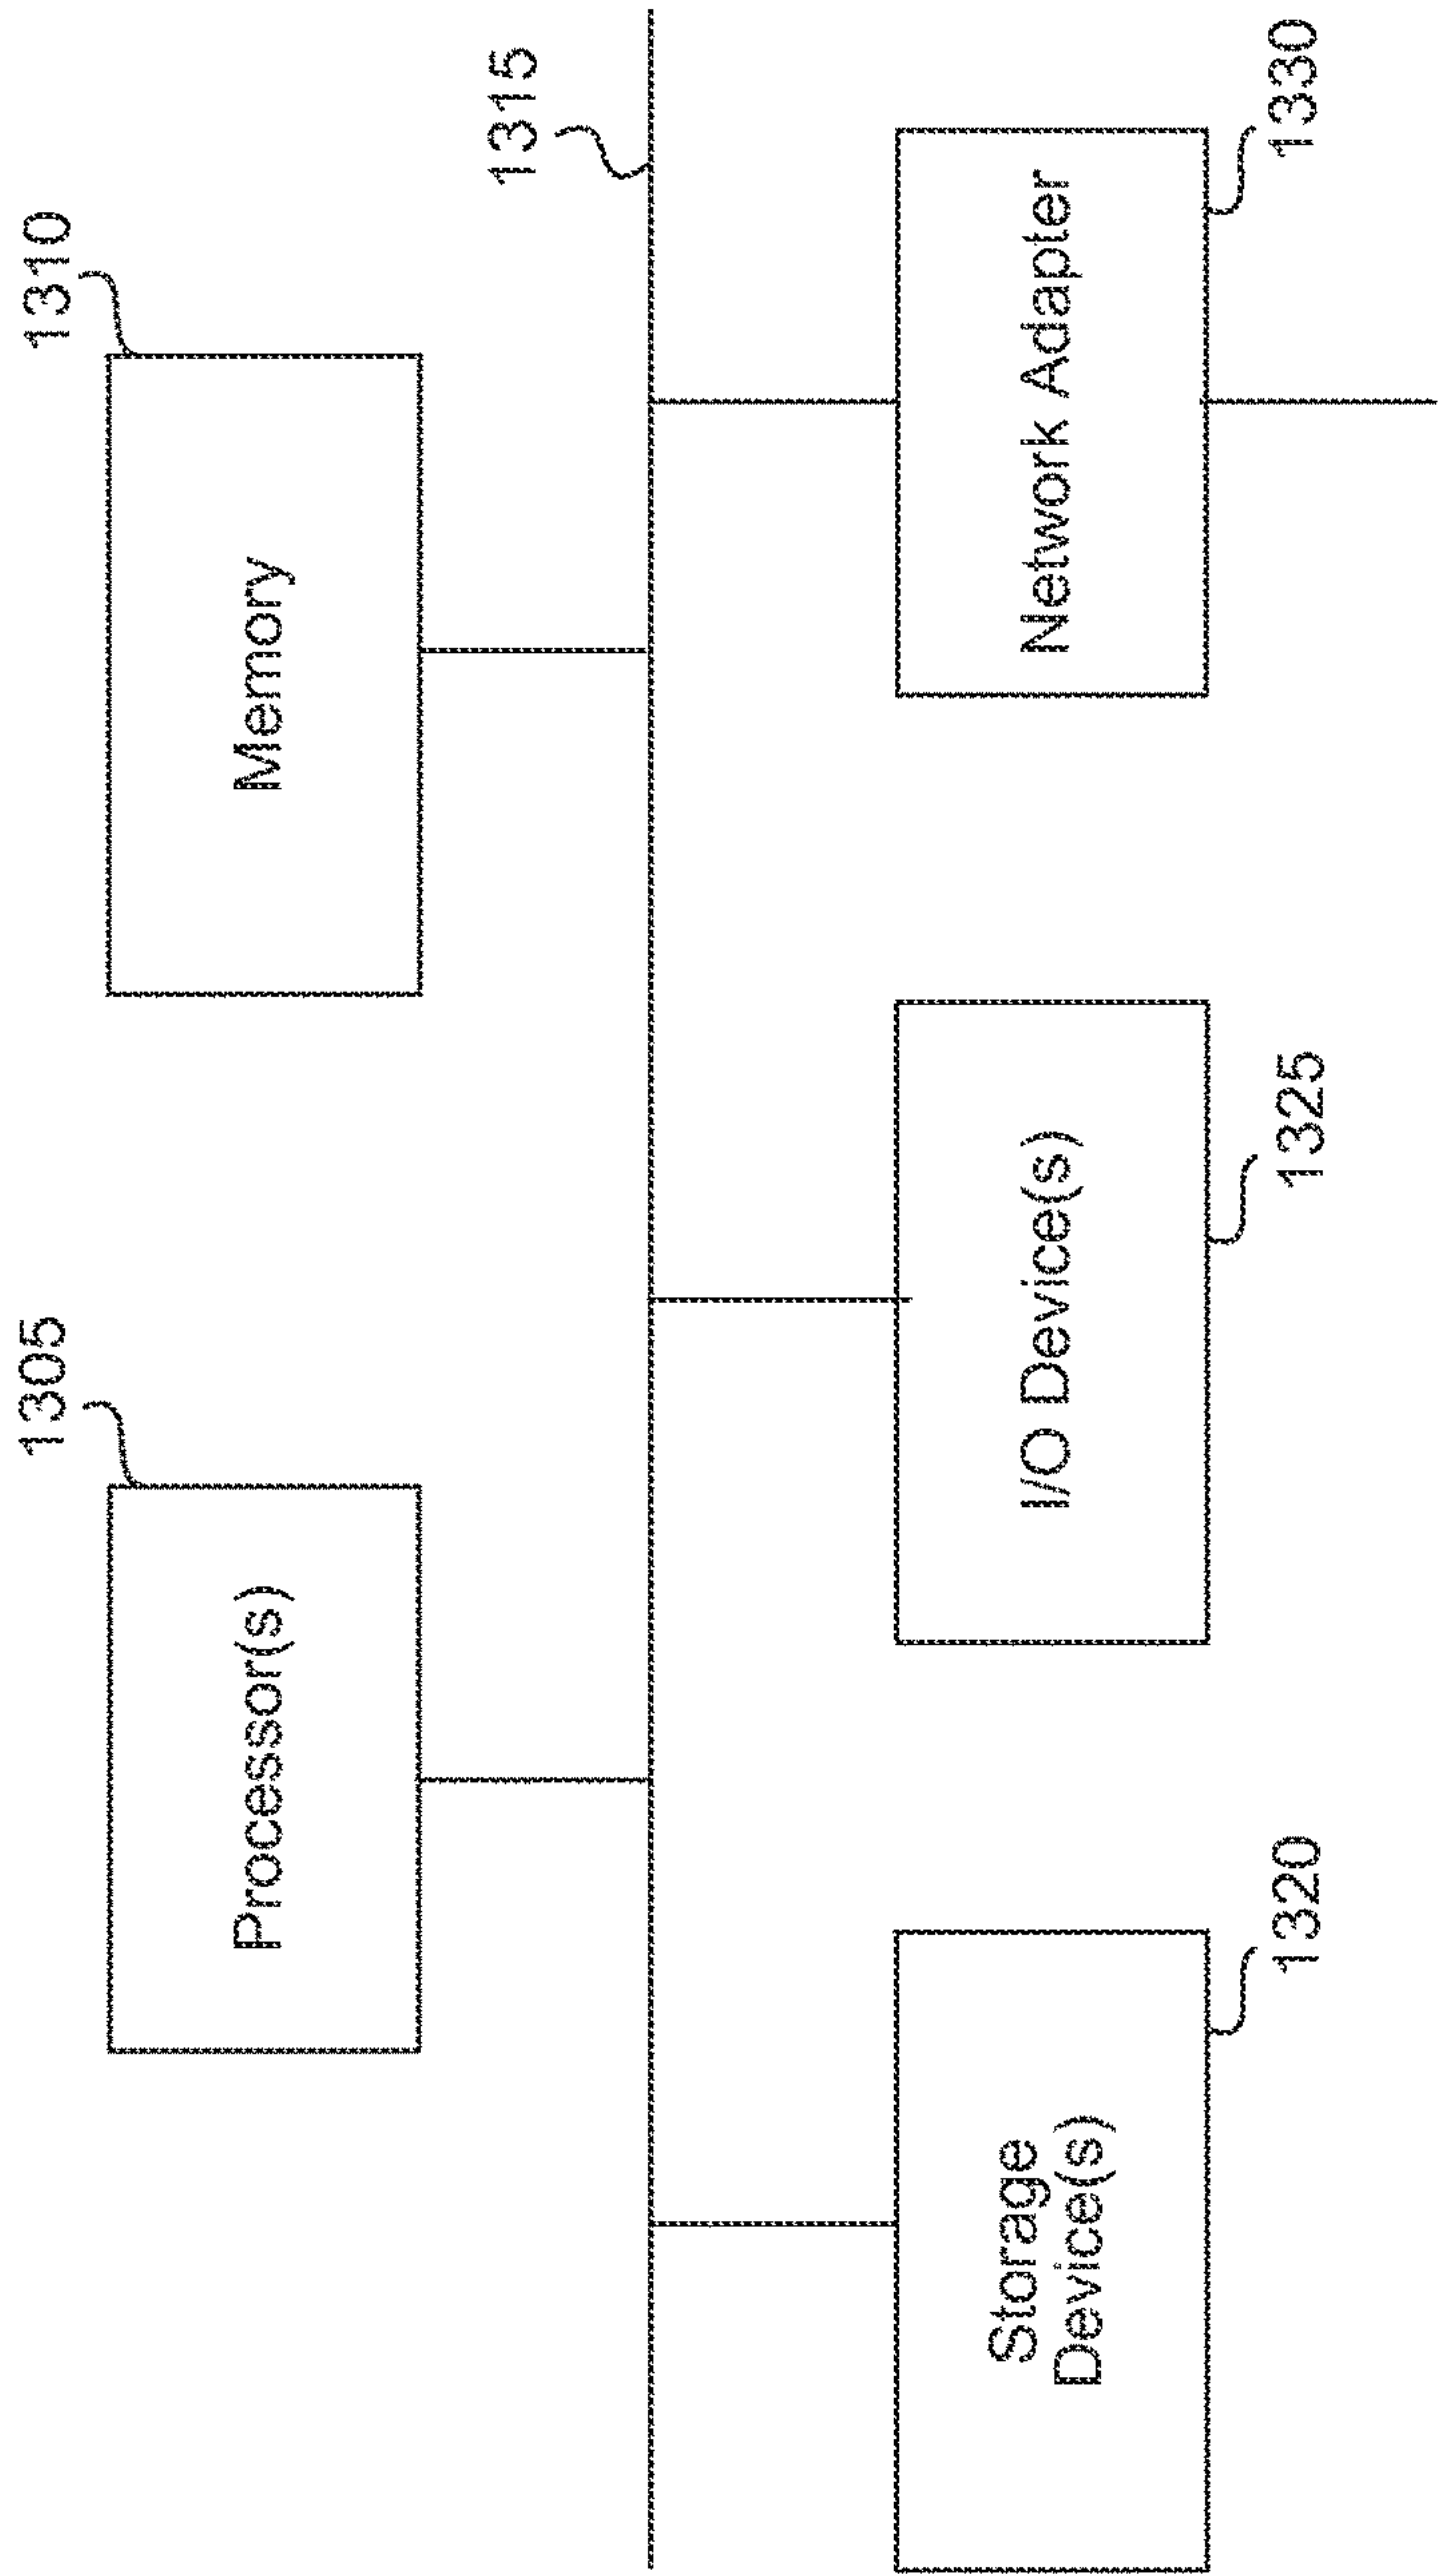 1305
1310
Processor(s)
Memory
1315
Storage
Device(s)
I/O Device(s)
Network Adapter
1320
1325
1330